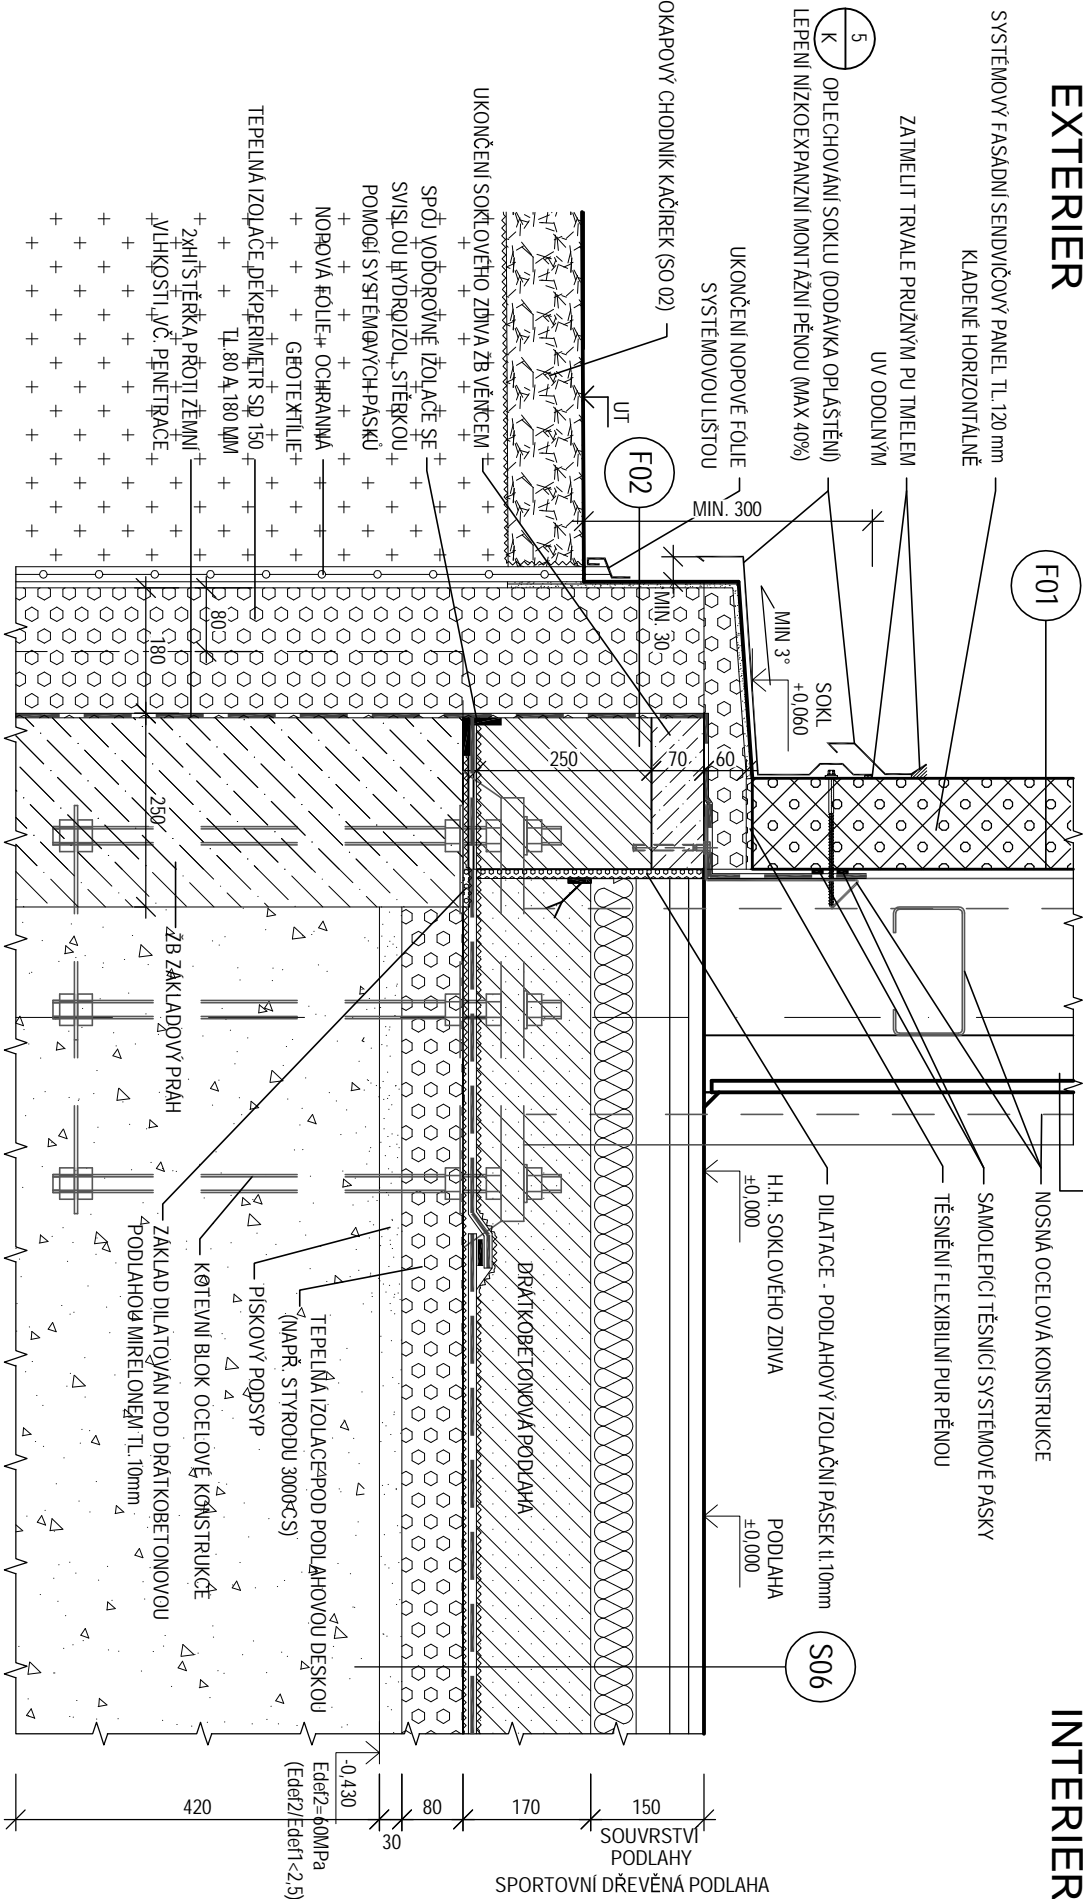 EXTERIER
INTERIER
SYSTÉMOVÝ FASÁDNÍ SENDVIČOVÝ PANEL TL. 120 mm
KLADENÉ HORIZONTÁLNĚ
ZATMELIT TRVALE PRUŽNÝM PU TMELEM
UV ODOLNÝM
5
K
OPLECHOVÁNÍ SOKLU (DODÁVKA OPLÁŠTĚNÍ)
LEPENÍ NÍZKOEXPANZNÍ MONTÁŽNÍ PĚNOU (MAX 40%)
UKONČENÍ NOPOVÉ FÓLIE
SYSTÉMOVOU LIŠTOU
OKAPOVÝ CHODNÍK KAČÍREK (SO 02)
UT
F02
F01
MIN. 300
MIN. 30
MIN 3°
SOKL
+0,060
UKONČENÍ SOKLOVÉHO ZDIVA ŽB VĚNCEM
SPOJ VODOROVNÉ IZOLACE SE
SVISLOU HYDROIZOL. STĚRKOU
POMOCÍ SYSTÉMOVÝCH PÁSKŮ
NOPOVÁ FÓLIE + OCHRANNÁ
GEOTEXTÍLIE
TEPELNÁ IZOLACE DEKPERIMETR SD 150
TL.80 A 180 MM
2xHI STĚRKA PROTI ZEMNÍ
VLHKOSTI VČ. PENETRACE
80
180
250
250
70
60
NOSNÁ OCELOVÁ KONSTRUKCE
SAMOLEPÍCÍ TĚSNÍCÍ SYSTÉMOVÉ PÁSKY
TĚSNĚNÍ FLEXIBILNÍ PUR PĚNOU
DILATACE - PODLAHOVÝ IZOLAČNÍ PÁSEK tl.10mm
H.H. SOKLOVÉHO ZDIVA
±0,000
PODLAHA
±0,000
S06
DRÁTKOBETONOVÁ PODLAHA
TEPELNÁ IZOLACE POD PODLAHOVOU DESKOU
(NAPŘ. STYRODU 3000CS)
PÍSKOVÝ PODSYP
KOTEVNÍ BLOK OCELOVÉ KONSTRUKCE
ZÁKLAD DILATOVÁN POD DRÁTKOBETONOVOU
PODLAHOU MIRELONEM TL.10mm
ŽB ZÁKLADOVÝ PRÁH
-0,430
Edef2=60MPa
(Edef2/Edef1<2,5)
420
30
80
170
150
SOUVRSTVÍ
PODLAHY
SPORTOVNÍ DŘEVĚNÁ PODLAHA